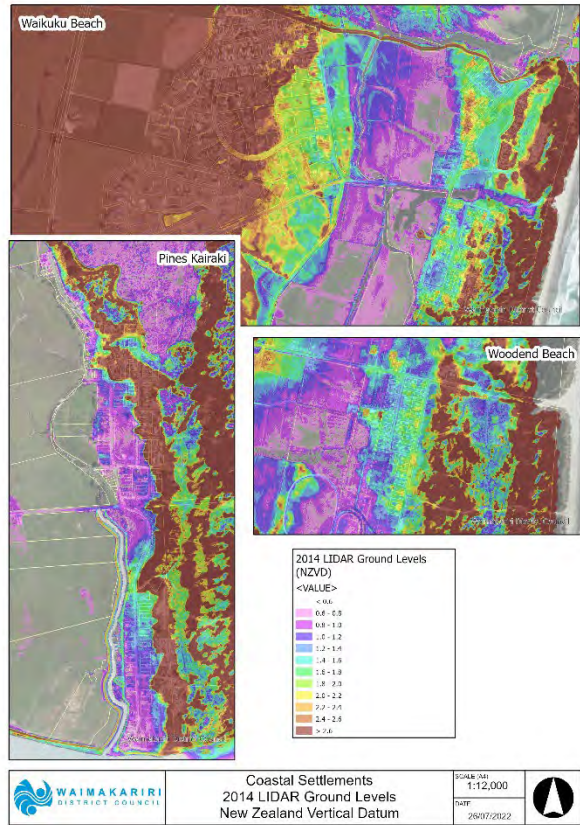 Waikuku Beach
Pines Kairaki
Woodend Beach
2014 LIDAR Ground Levels
(NZVD)
<VALUE>
< 0.6
0.6 - 0.8
0.8 - 1.0
1.0 - 1.2
1.2 - 1.4
1.4 - 1.6
1.6 - 1.8
1.8 - 2.0
2.0 - 2.2
2.2 - 2.4
2.4 - 2.6
> 2.6
WAIMAKARIRI
DISTRICT COUNCIL
Coastal Settlements
2014 LIDAR Ground Levels
New Zealand Vertical Datum
SCALE (A4)
1:12,000
DATE
26/07/2022